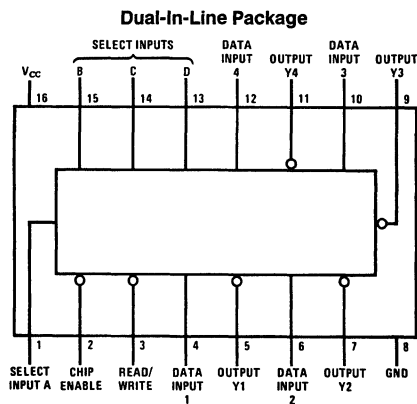 Dual-In-Line Package
SELECT INPUTS
DATA INPUT 4
OUTPUT Y4
DATA INPUT 3
OUTPUT Y3
VCC
B
C
D
16
15
14
13
12
11
10
9
1
2
3
4
5
6
7
8
SELECT INPUT A
CHIP ENABLE
READ/ WRITE
DATA INPUT 1
OUTPUT Y1
DATA INPUT 2
OUTPUT Y2
GND